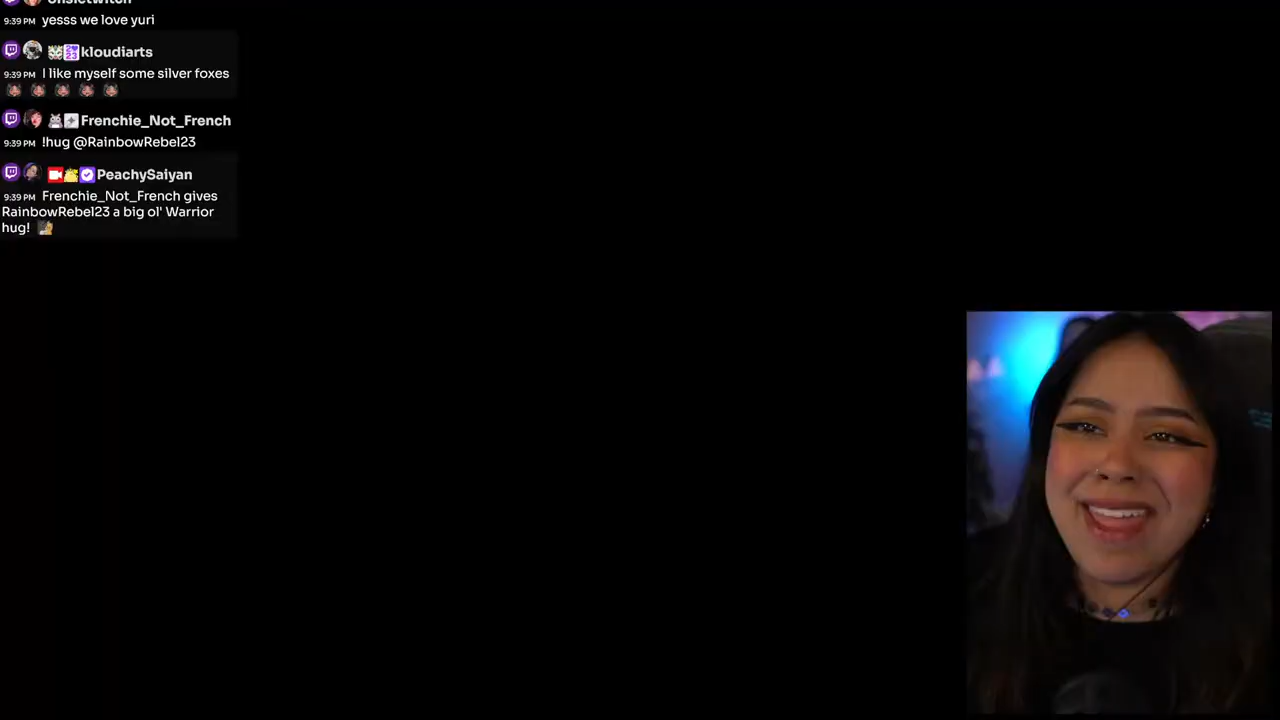 9:39 PM yesss we love yuri
kloudiarts
9:39 PM I like myself some silver foxes
Frenchie_Not_French
9:39 PM !hug @RainbowRebel23
PeachySaiyan
9:39 PM Frenchie_Not_French gives
RainbowRebel23 a big ol' Warrior
hug!